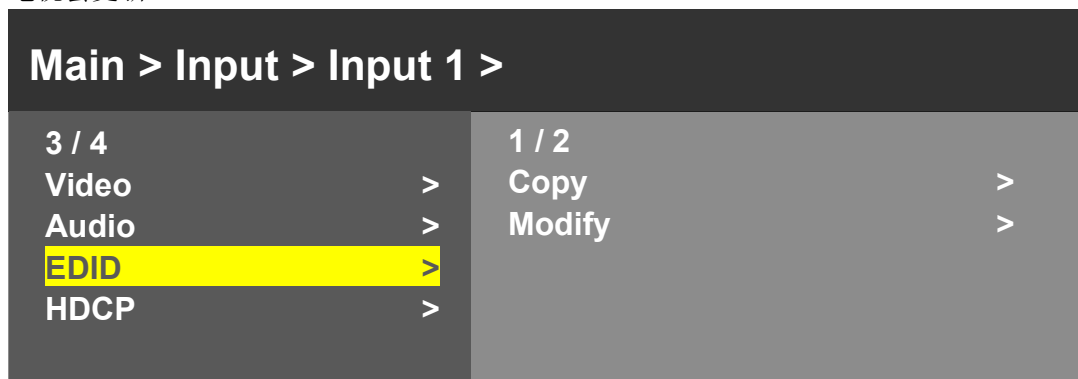 Main > Input > Input 1 >
3 / 4
Video >
Audio >
EDID >
HDCP >
1 / 2
Copy >
Modify >